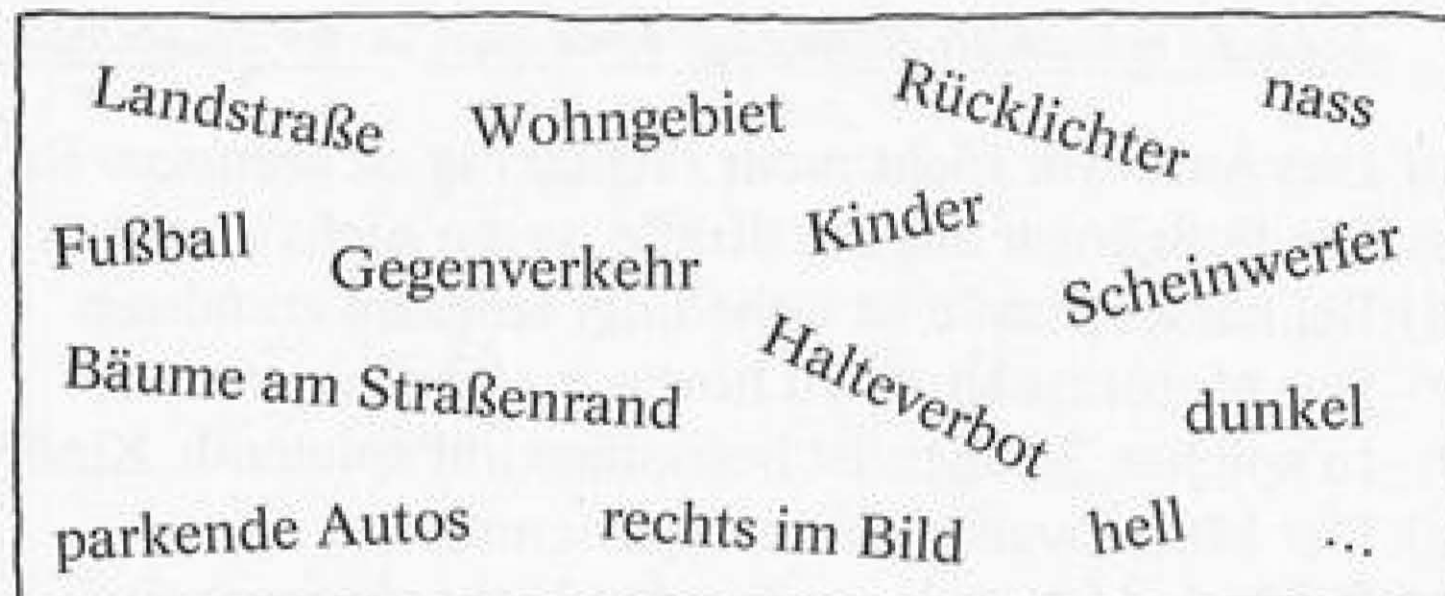 Landstraße Wohngebiet Rücklichter nass
Fußball Gegenverkehr Kinder Scheinwerfer
Bäume am Straßenrand Halteverbot dunkel
parkende Autos rechts im Bild hell ...